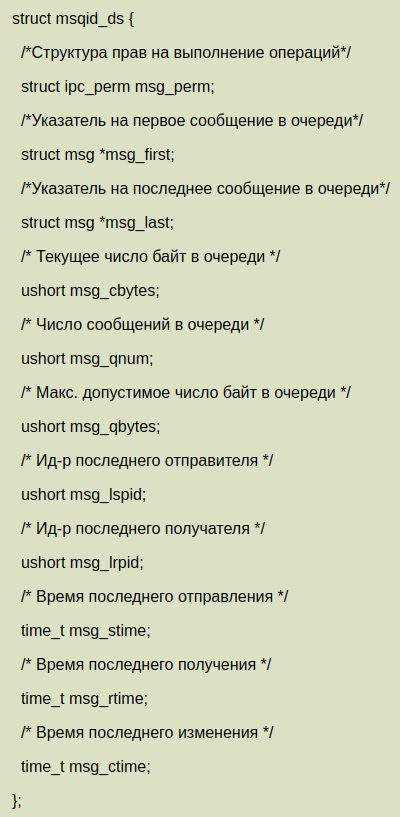 struct msqid_ds {
/*Структура прав на выполнение операций*/
struct ipc_perm msg_perm;
/*Указатель на первое сообщение в очереди*/
struct msg *msg_first;
/*Указатель на последнее сообщение в очереди*/
struct msg *msg_last;
/* Текущее число байт в очереди */
ushort msg_cbytes;
/* Число сообщений в очереди */
ushort msg_qnum;
/* Макс. допустимое число байт в очереди */
ushort msg_qbytes;
/* Ид-р последнего отправителя */
ushort msg_lspid;
/* Ид-р последнего получателя */
ushort msg_lrpid;
/* Время последнего отправления */
time_t msg_stime;
/* Время последнего получения */
time_t msg_rtime;
/* Время последнего изменения */
time_t msg_ctime;
};